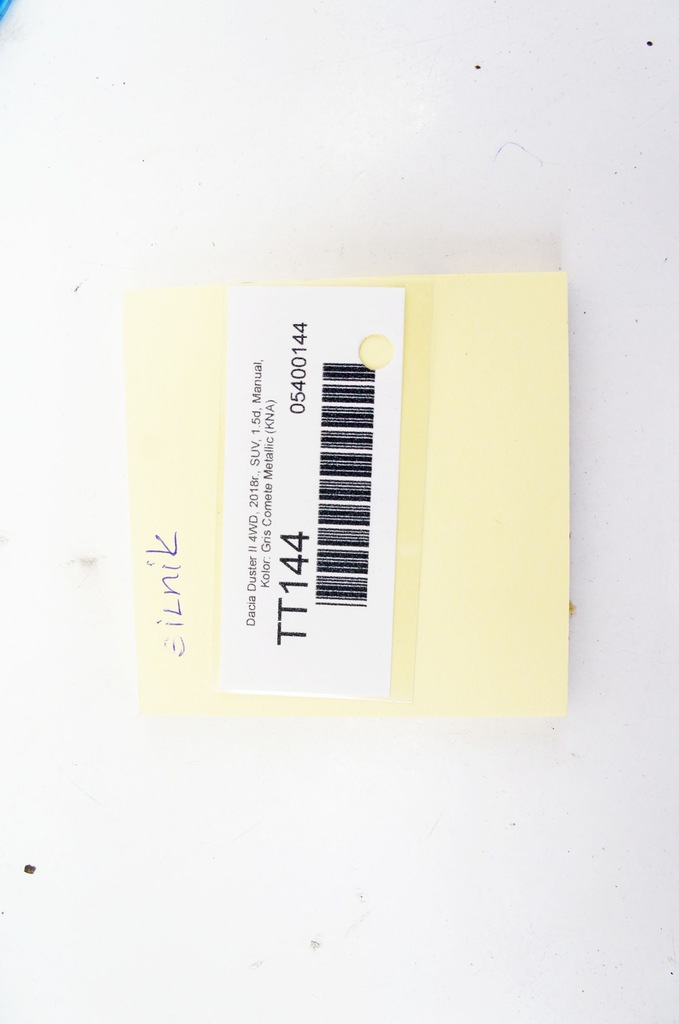 silnik
Dacia Duster II 4WD, 2018r., SUV, 1.5d, Manual,
Kolor: Gris Comete Metallic (KNA)
TT144
05400144